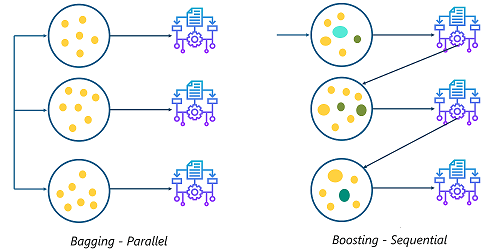 Bagging - Parallel
Boosting - Sequential